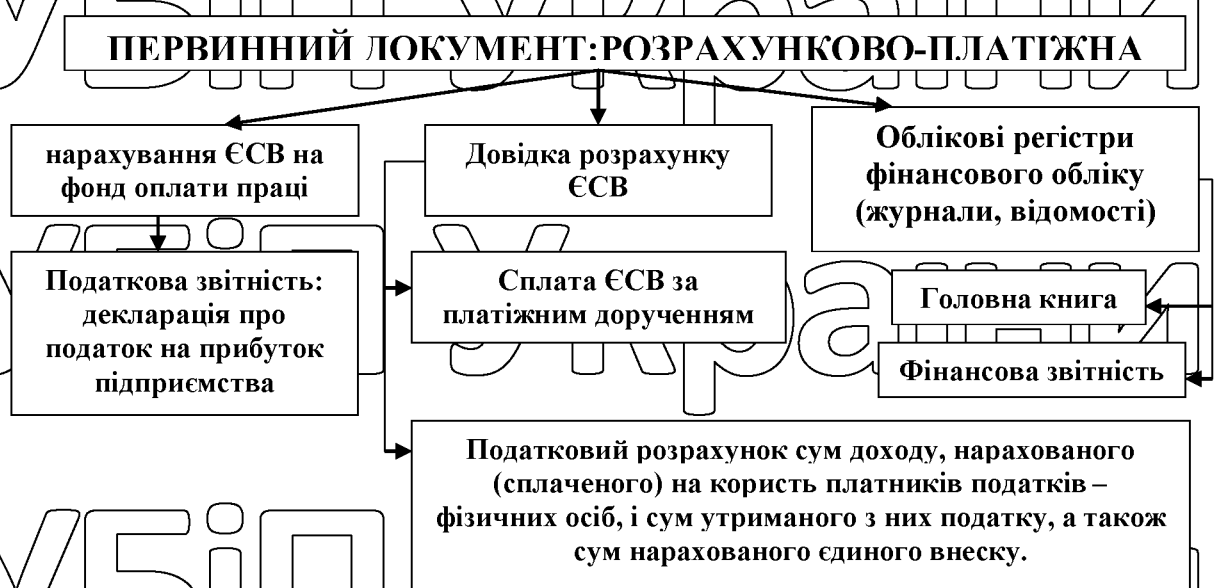 ПЕРВИННИЙ ДОКУМЕНТ:РОЗРАХУНКОВО-ПЛАТІЖНА
нарахування ЄСВ на
фонд оплати праці
Довідка розрахунку
ЄСВ
Облікові регістри
фінансового обліку
(журнали, відомості)
Податкова звітність:
декларація про
податок на прибуток
підприємства
Сплата ЄСВ за
платіжним дорученням
Головна книга
Фінансова звітність
Податковий розрахунок сум доходу, нарахованого
(сплаченого) на користь платників податків –
фізичних осіб, і сум утриманого з них податку, а також
сум нарахованого єдиного внеску.